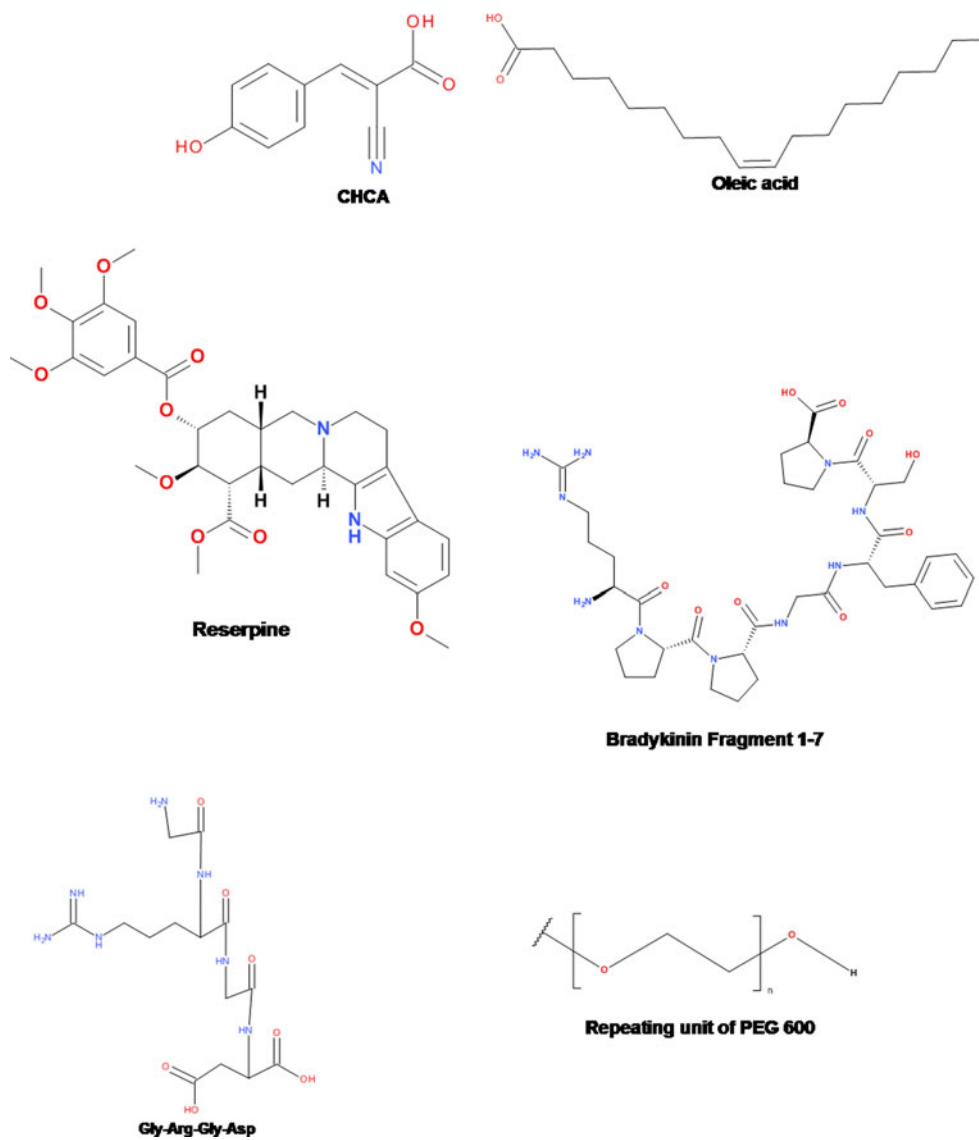 OH
O
HO
N
CHCA
HO
O
Oleic acid
O
O
O
O
O
O
O
O
O
H
H
H
N
N
H
O
Reserpine
HO
O
O
HO
N
H₂N
NH₂
N
HN
O
HN
O
H₂N
O
N
O
N
O
NH
O
Bradykinin Fragment 1-7
H₂N
O
NH
NH
O
H₂N
N
H
HN
O
HN
O
O
OH
HO
Gly-Arg-Gly-Asp
O
O
H
n
Repeating unit of PEG 600